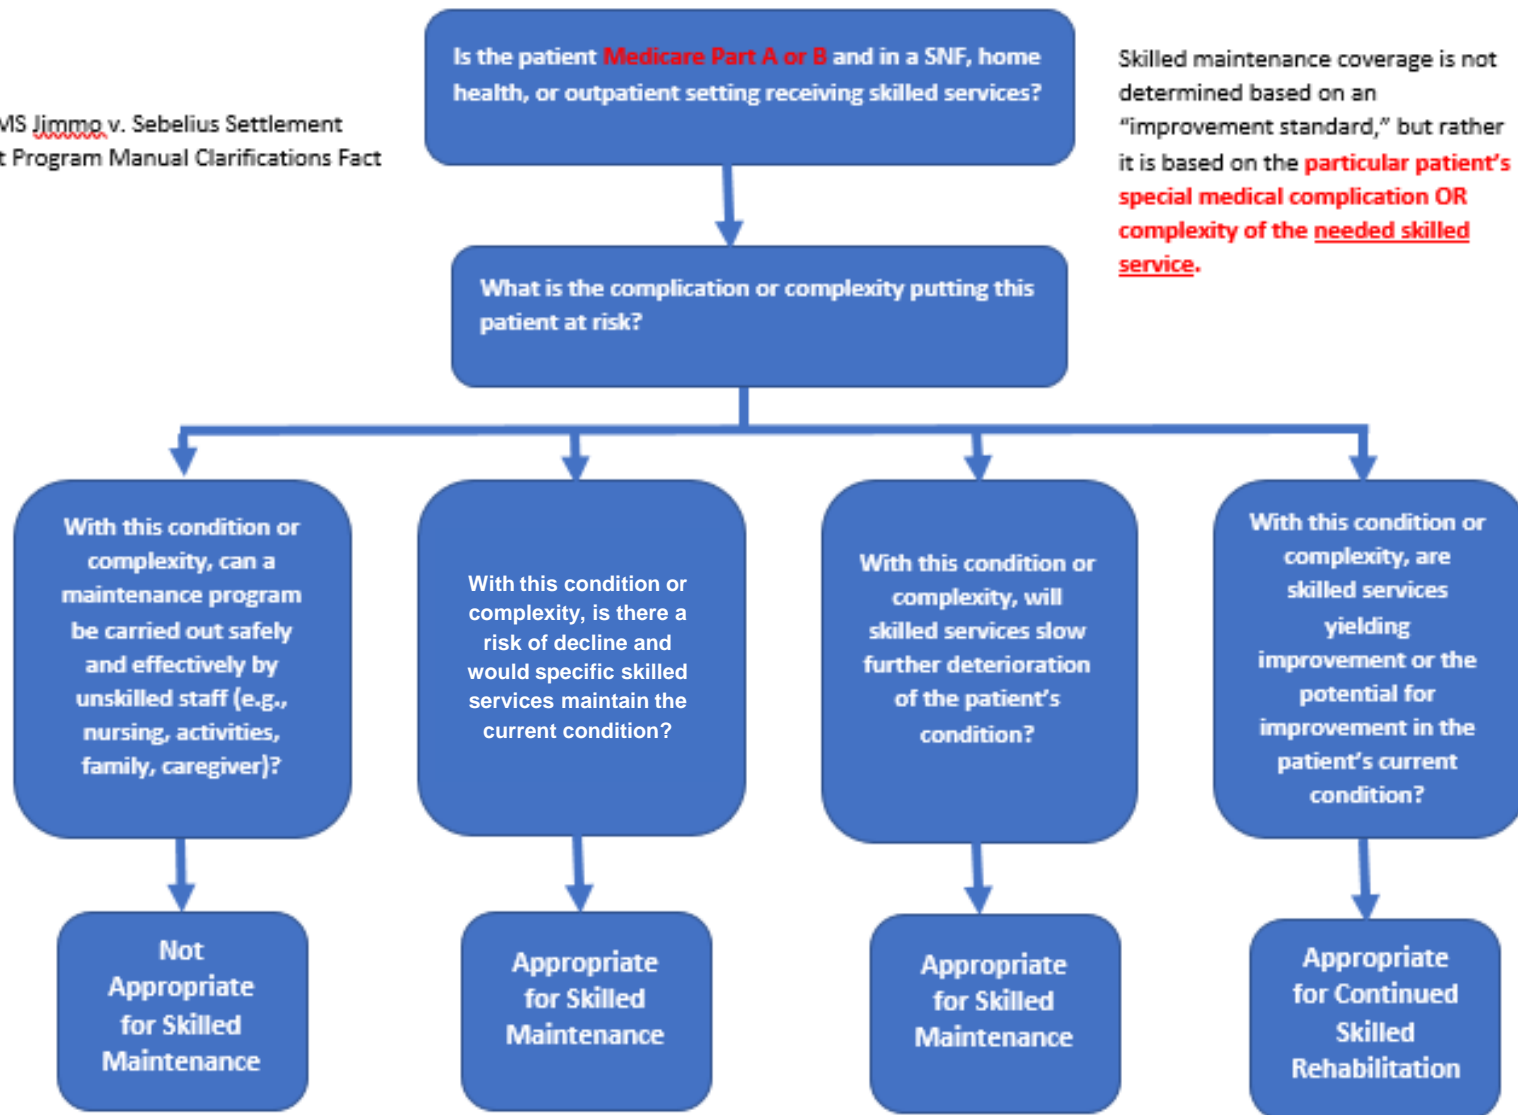 Is the patient Medicare Part A or B and in a SNF, home
health, or outpatient setting receiving skilled services?
MS Jimmo v. Sebelius Settlement
t Program Manual Clarifications Fact
Skilled maintenance coverage is not
determined based on an
“improvement standard,” but rather
it is based on the particular patient’s
special medical complication OR
complexity of the needed skilled
service.
What is the complication or complexity putting this
patient at risk?
With this condition or
complexity, can a
maintenance program
be carried out safely
and effectively by
unskilled staff (e.g.,
nursing, activities,
family, caregiver)?
With this condition or
complexity, is there a
risk of decline and
would specific skilled
services maintain the
current condition?
With this condition or
complexity, will
skilled services slow
further deterioration
of the patient’s
condition?
With this condition or
complexity, are
skilled services
yielding
improvement or the
potential for
improvement in the
patient’s current
condition?
Not
Appropriate
for Skilled
Maintenance
Appropriate
for Skilled
Maintenance
Appropriate
for Skilled
Maintenance
Appropriate
for Continued
Skilled
Rehabilitation